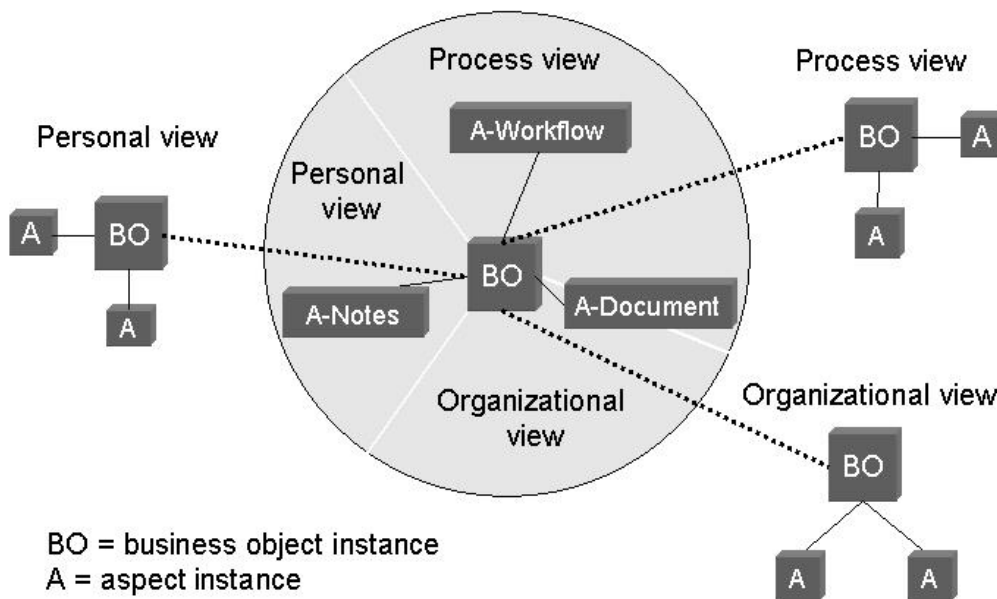 Process view
Process view
A-Workflow
BO
A
Personal view
Personal
view
A
BO
A
A
BO
A-Notes
A-Document
Organizational
view
Organizational view
BO
BO = business object instance
A = aspect instance
A
A